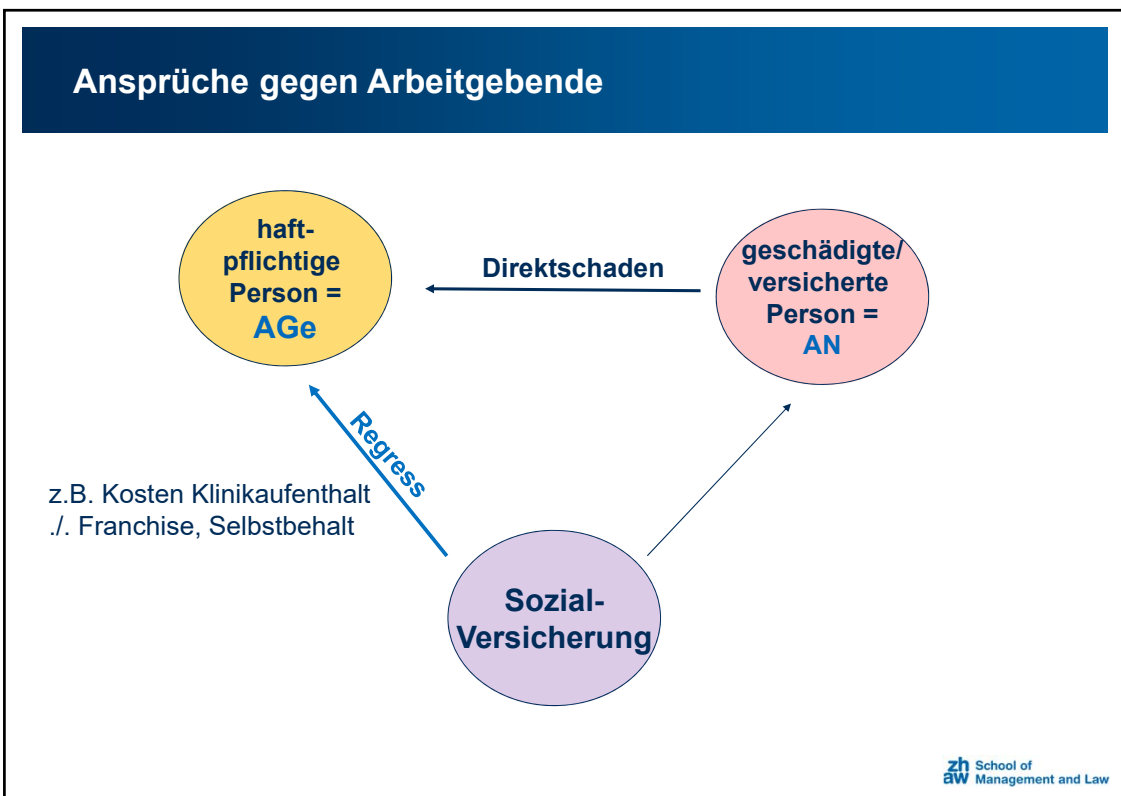 Ansprüche gegen Arbeitgebende
haft-
pflichtige
Person =
AGe
Direktschaden
geschädigte/
versicherte
Person =
AN
Regress
z.B. Kosten Klinikaufenthalt
./. Franchise, Selbstbehalt
Sozial-
Versicherung
zh
aw
School of
Management and Law